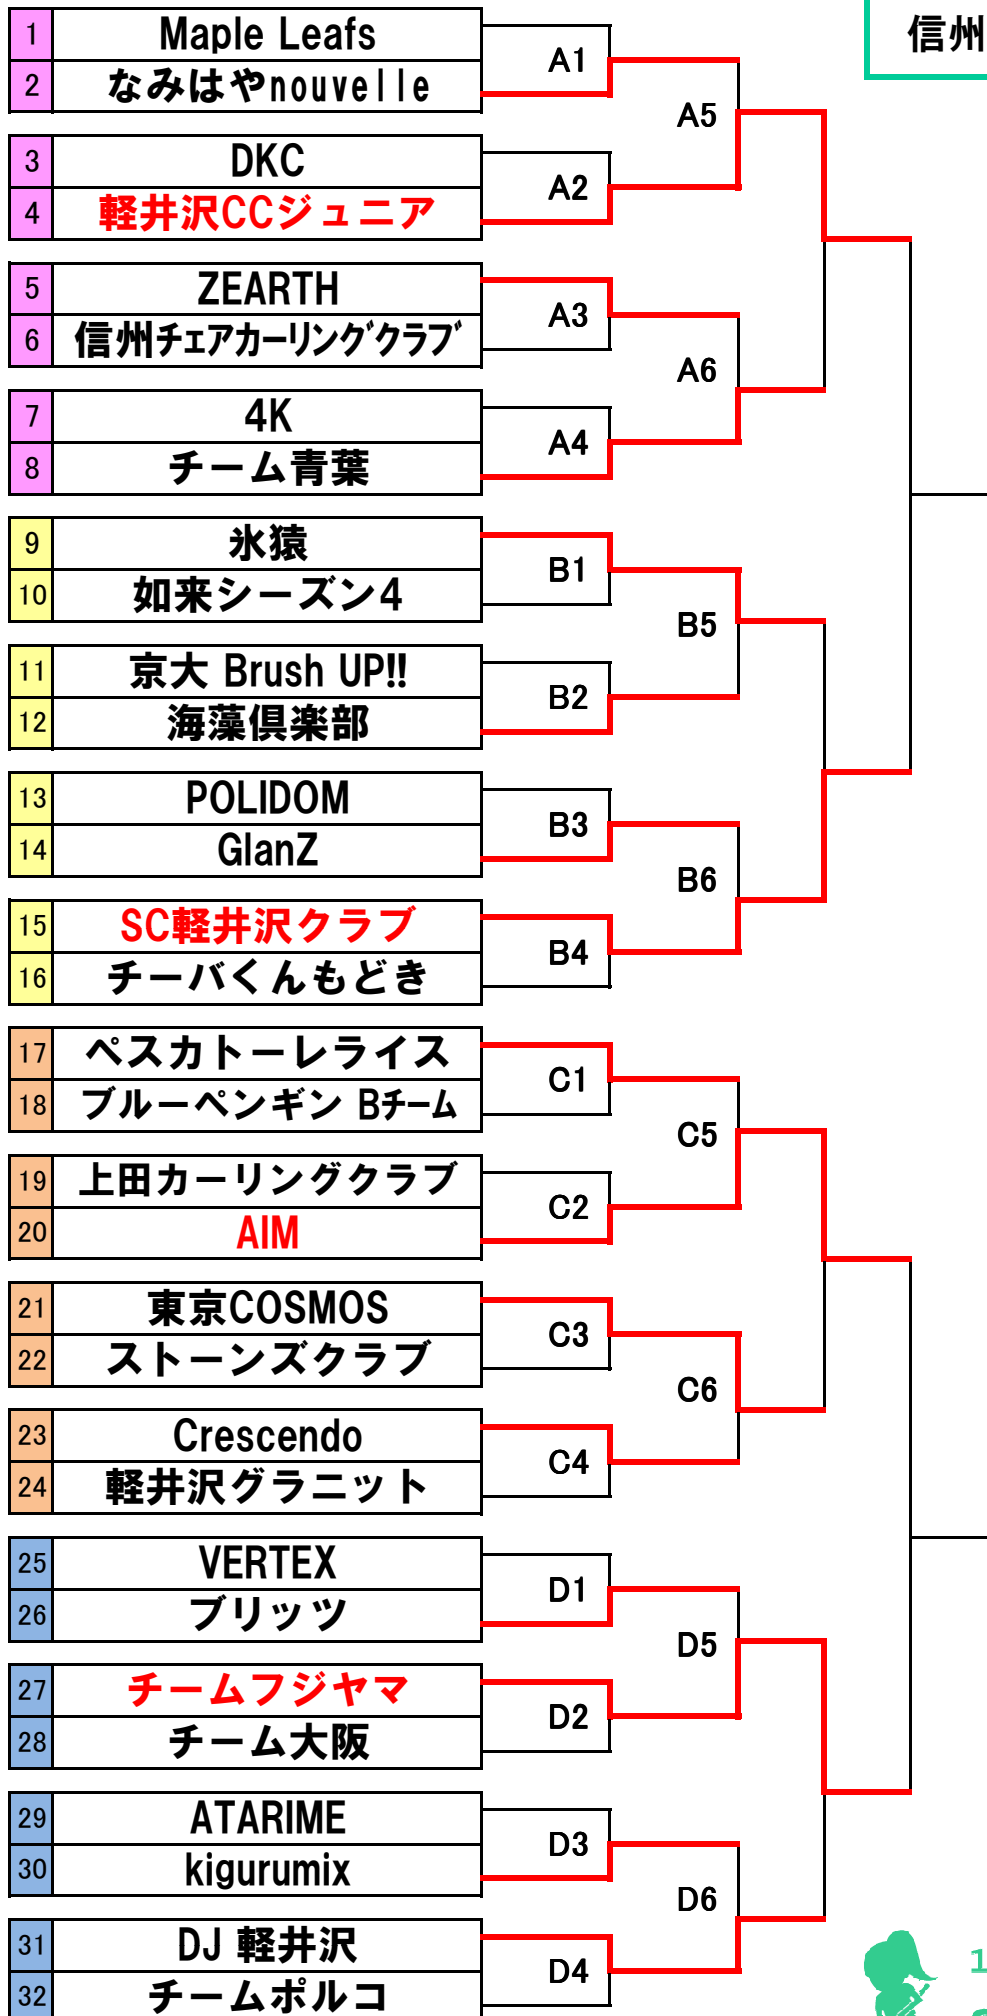 信州
1 Maple Leafs
A1
2 なみはやnouvelle
A5
3 DKC
A2
4 軽井沢CCジュニア
5 ZEARTH
A3
6 信州チェアカーリングクラブ
A6
7 4K
A4
8 チーム青葉
9 氷猿
B1
10 如来シーズン4
B5
11 京大 Brush UP!!
B2
12 海藻倶楽部
13 POLIDOM
B3
14 GlanZ
B6
15 SC軽井沢クラブ
B4
16 チーバくんもどき
17 ペスカトーレライス
C1
18 ブルーペンギン Bチーム
C5
19 上田カーリングクラブ
C2
20 AIM
21 東京COSMOS
C3
22 ストーンズクラブ
C6
23 Crescendo
C4
24 軽井沢グラニット
25 VERTEX
D1
26 ブリッツ
D5
27 チームフジヤマ
D2
28 チーム大阪
29 ATARIME
D3
30 kigurumix
D6
31 DJ 軽井沢
1
D4
32 チームポルコ